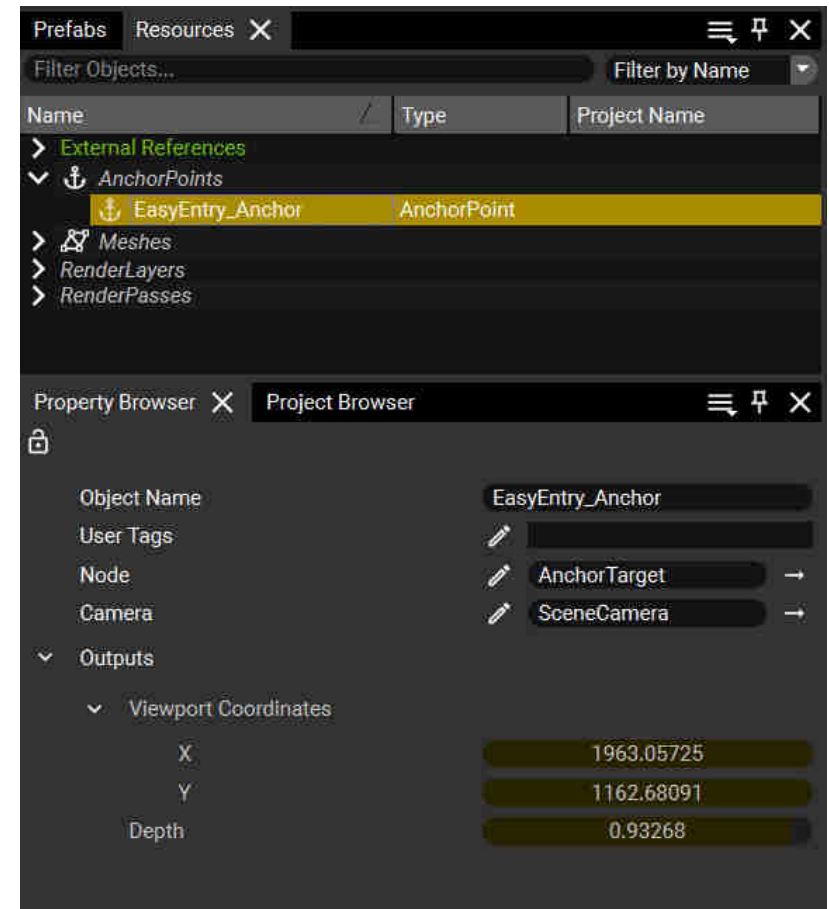 Prefabs Resources
Filter Objects... Filter by Name
Name Type Project Name
External References
AnchorPoints
EasyEntry_Anchor AnchorPoint
Meshes
RenderLayers
RenderPasses
Property Browser Project Browser
Object Name EasyEntry_Anchor
User Tags
Node AnchorTarget
Camera SceneCamera
Outputs
Viewport Coordinates
X 1963.05725
Y 1162.68091
Depth 0.93268